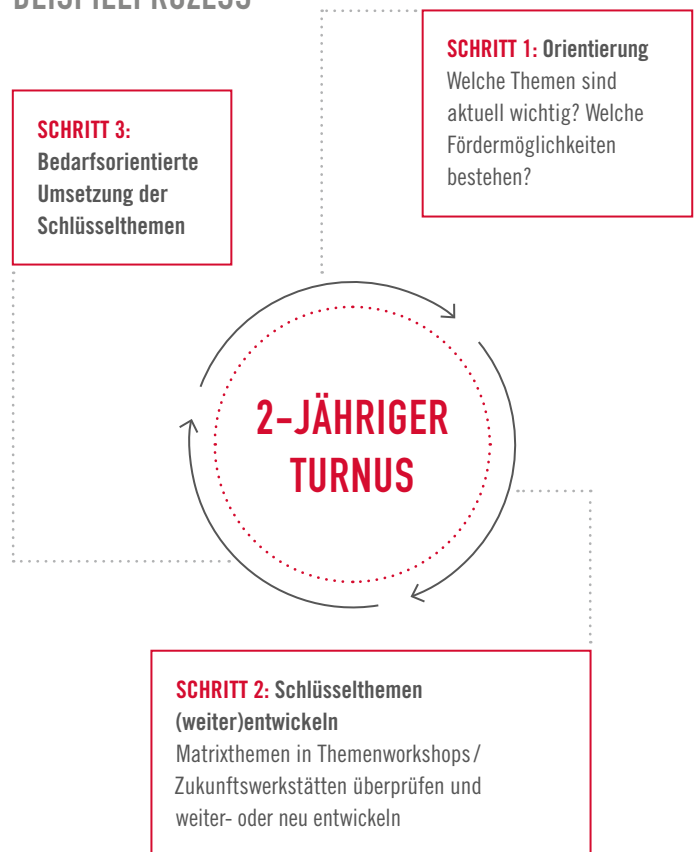 BEISPIELPROZESS
SCHRITT 1: Orientierung
Welche Themen sind
aktuell wichtig? Welche
Fördermöglichkeiten
bestehen?
SCHRITT 3:
Bedarfsorientierte
Umsetzung der
Schlüsselthemen
2-JÄHRIGER
TURNUS
SCHRITT 2: Schlüsselthemen
(weiter)entwickeln
Matrixthemen in Themenworkshops /
Zukunftswerkstätten überprüfen und
weiter- oder neu entwickeln